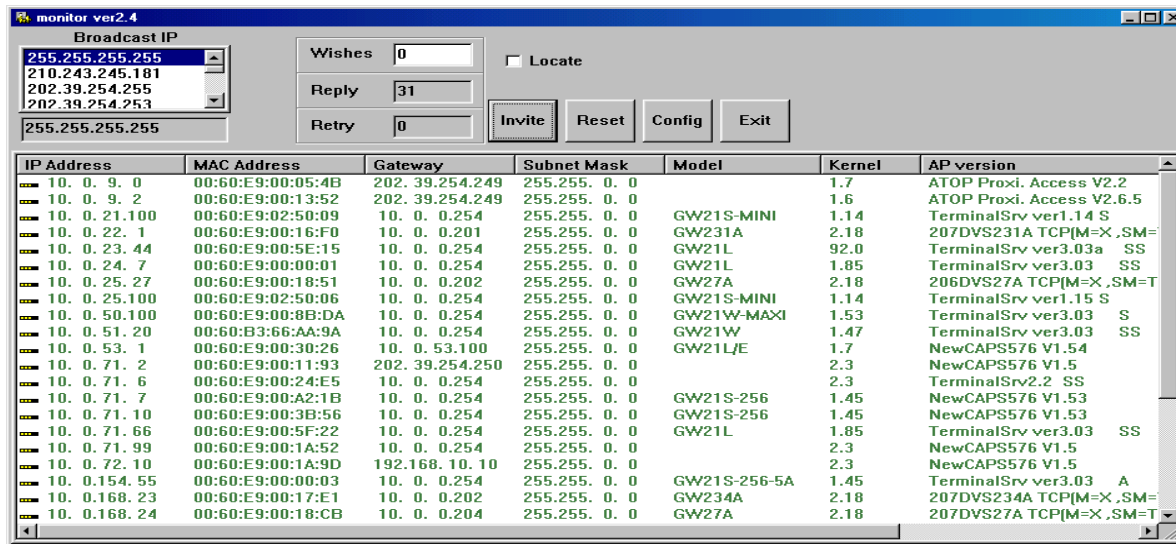 monitor ver2.4
Broadcast IP
255.255.255.255
210.243.245.181
202.39.254.255
202.39.254.253
255.255.255.255
Wishes 0
Reply 31
Retry 0
Locate
Invite Reset Config Exit
IP Address MAC Address Gateway Subnet Mask Model Kernel AP version
10. 0. 9. 0 00:60:E9:00:05:4B 202. 39.254.249 255.255. 0. 0 1.7 ATOP Proxi. Access V2.2
10. 0. 9. 2 00:60:E9:00:13:52 202. 39.254.249 255.255. 0. 0 1.6 ATOP Proxi. Access V2.6.5
10. 0. 21.100 00:60:E9:02:50:09 10. 0. 0.254 255.255. 0. 0 GW21S-MINI 1.14 TerminalSrv ver1.14 S
10. 0. 22. 1 00:60:E9:00:16:F0 10. 0. 0.201 255.255. 0. 0 GW231A 2.18 207DVS231A TCP(M=X ,SM=
10. 0. 23. 44 00:60:E9:00:5E:15 10. 0. 0.254 255.255. 0. 0 GW21L 92.0 TerminalSrv ver3.03a SS
10. 0. 24. 7 00:60:E9:00:00:01 10. 0. 0.254 255.255. 0. 0 GW21L 1.85 TerminalSrv ver3.03 SS
10. 0. 25. 27 00:60:E9:00:18:51 10. 0. 0.202 255.255. 0. 0 GW27A 2.18 206DVS27A TCP(M=X ,SM=T
10. 0. 25.100 00:60:E9:02:50:06 10. 0. 0.254 255.255. 0. 0 GW21S-MINI 1.14 TerminalSrv ver1.15 S
10. 0. 50.100 00:60:E9:00:8B:DA 10. 0. 0.254 255.255. 0. 0 GW21W-MAXI 1.53 TerminalSrv ver3.03 S
10. 0. 51. 20 00:60:B3:66:AA:9A 10. 0. 0.254 255.255. 0. 0 GW21W 1.47 TerminalSrv ver3.03 SS
10. 0. 53. 1 00:60:E9:00:30:26 10. 0. 53.100 255.255. 0. 0 GW21L/E 1.7 NewCAPS576 V1.54
10. 0. 71. 2 00:60:E9:00:11:93 202. 39.254.250 255.255. 0. 0 2.3 NewCAPS576 V1.5
10. 0. 71. 6 00:60:E9:00:24:E5 10. 0. 0.254 255.255. 0. 0 2.3 TerminalSrv2.2 SS
10. 0. 71. 7 00:60:E9:00:A2:1B 10. 0. 0.254 255.255. 0. 0 GW21S-256 1.45 NewCAPS576 V1.53
10. 0. 71. 10 00:60:E9:00:3B:56 10. 0. 0.254 255.255. 0. 0 GW21S-256 1.45 NewCAPS576 V1.53
10. 0. 71. 66 00:60:E9:00:5F:22 10. 0. 0.254 255.255. 0. 0 GW21L 1.85 TerminalSrv ver3.03 SS
10. 0. 71. 99 00:60:E9:00:1A:52 10. 0. 0.254 255.255. 0. 0 2.3 NewCAPS576 V1.5
10. 0. 72. 10 00:60:E9:00:1A:9D 192.168. 10. 10 255.255. 0. 0 2.3 NewCAPS576 V1.5
10. 0.154. 55 00:60:E9:00:00:03 10. 0. 0.254 255.255. 0. 0 GW21S-256-5A 1.45 TerminalSrv ver3.03 A
10. 0.168. 23 00:60:E9:00:17:E1 10. 0. 0.202 255.255. 0. 0 GW234A 2.18 207DVS234A TCP(M=X ,SM=
10. 0.168. 24 00:60:E9:00:18:CB 10. 0. 0.204 255.255. 0. 0 GW27A 2.18 207DVS27A TCP(M=X ,SM=T